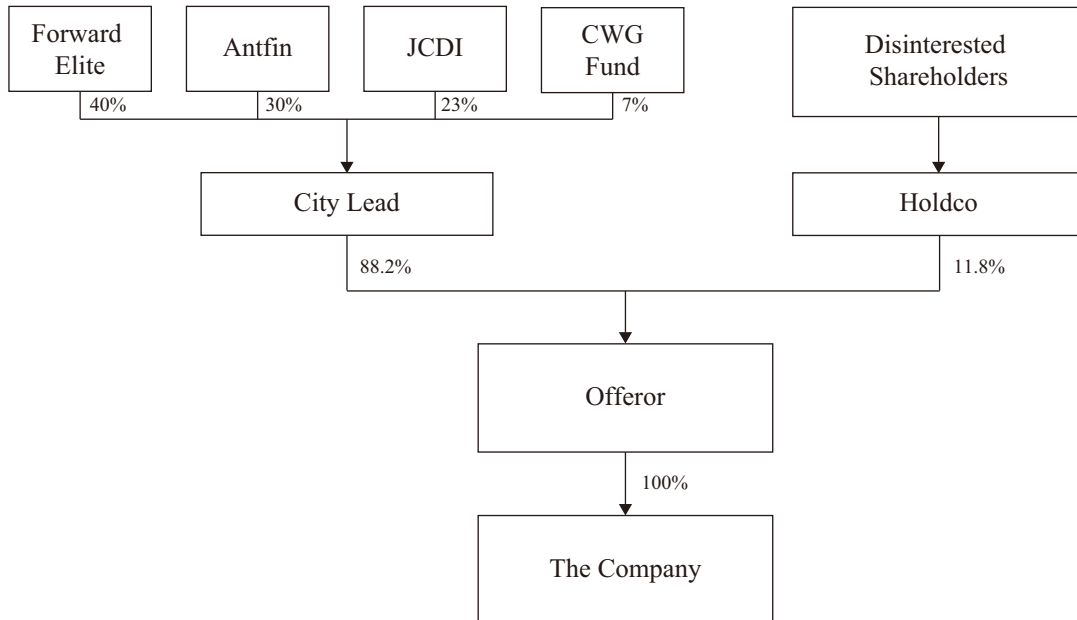 Forward
Elite
Antfin
JCDI
CWG
Fund
Disinterested
Shareholders
40%
30%
23%
7%
City Lead
Holdco
88.2%
11.8%
Offeror
100%
The Company